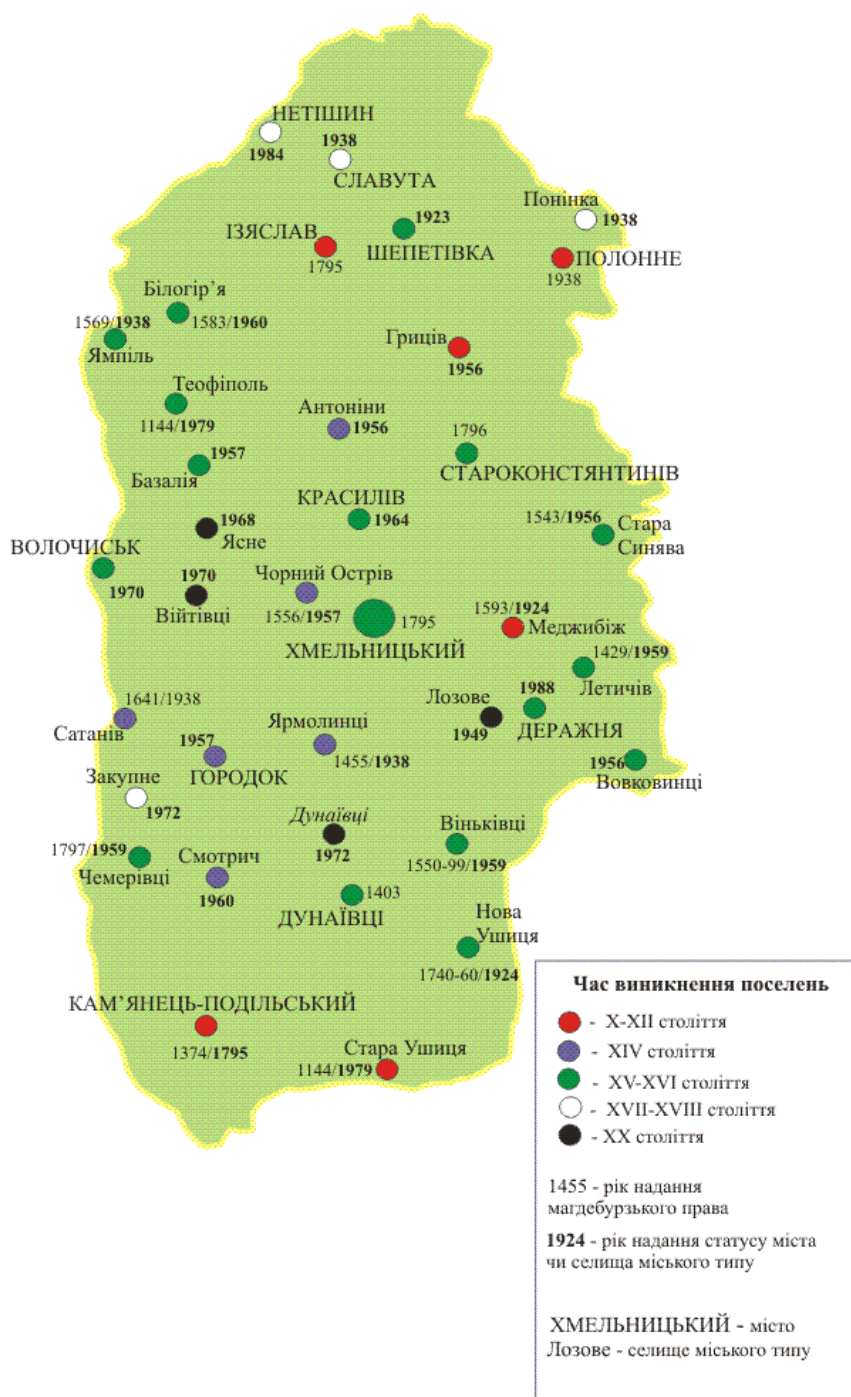 НЕТІШИН
1984
1938
СЛАВУТА
Понінка
1938
1923
ІЗЯСЛАВ
ШЕПЕТІВКА
1795
ПОЛОННЕ
1938
Білогір’я
1569/1938
1583/1960
Ямпіль
Гриців
1956
Теофіполь
1144/1979
Антоніни
1956
1796
СТАРОКОНСТЯНТИНІВ
1957
Базалія
КРАСИЛІВ
1964
1543/1956
Стара
Синява
1968
Ясне
ВОЛОЧИСЬК
1970
1970
Війтівці
Чорний Острів
1556/1957
1795
ХМЕЛЬНИЦЬКИЙ
1593/1924
Меджибіж
1429/1959
Летичів
1641/1938
Сатанів
Лозове
1949
1988
ДЕРАЖНЯ
Ярмолинці
1455/1938
1957
ГОРОДОК
1956
Вовковинці
Закупне
1972
Дунаївці
1972
Віньківці
1550-99/1959
1797/1959
Чемерівці
Смотрич
1960
1403
ДУНАЇВЦІ
Нова
Ушиця
1740-60/1924
КАМ’ЯНЕЦЬ-ПОДІЛЬСЬКИЙ
1374/1795
Стара Ушиця
1144/1979
Час виникнення поселень
- X-XII століття
- XIV століття
- XV-XVI століття
- XVII-XVIII століття
- XX століття
1455 - рік надання
магдебурзького права
1924 - рік надання статусу міста
чи селища міського типу
ХМЕЛЬНИЦЬКИЙ - місто
Лозове - селище міського типу